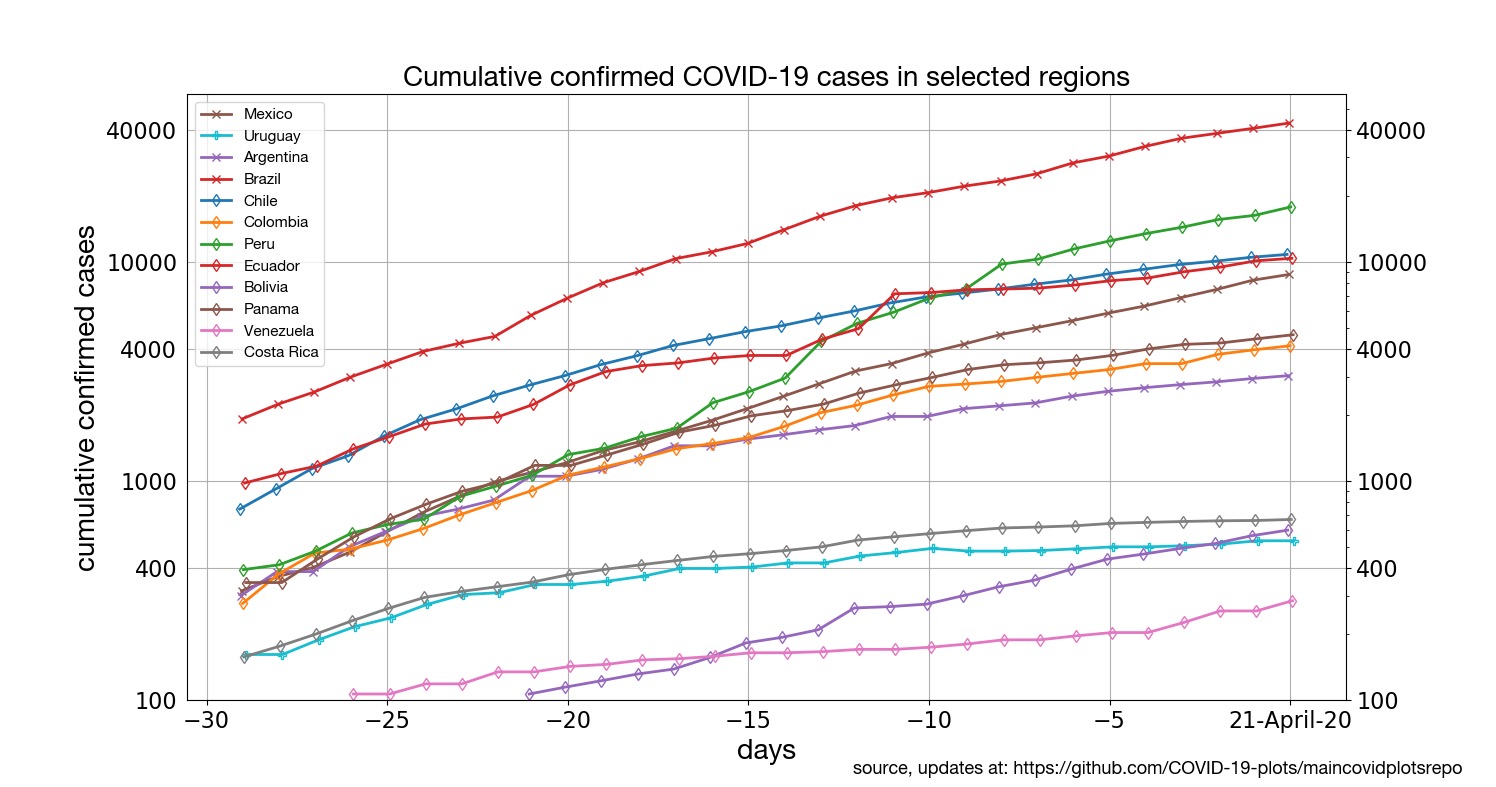 Cumulative confirmed COVID-19 cases in selected regions
Mexico
Uruguay
Argentina
Brazil
Chile
Colombia
Peru
Ecuador
Bolivia
Panama
Venezuela
Costa Rica
cumulative confirmed cases
40000
10000
4000
1000
400
100
40000
10000
4000
1000
400
100
−30 −25 −20 −15 −10 −5 21-April-20
days
source, updates at: https://github.com/COVID-19-plots/maincovidplotsrepo